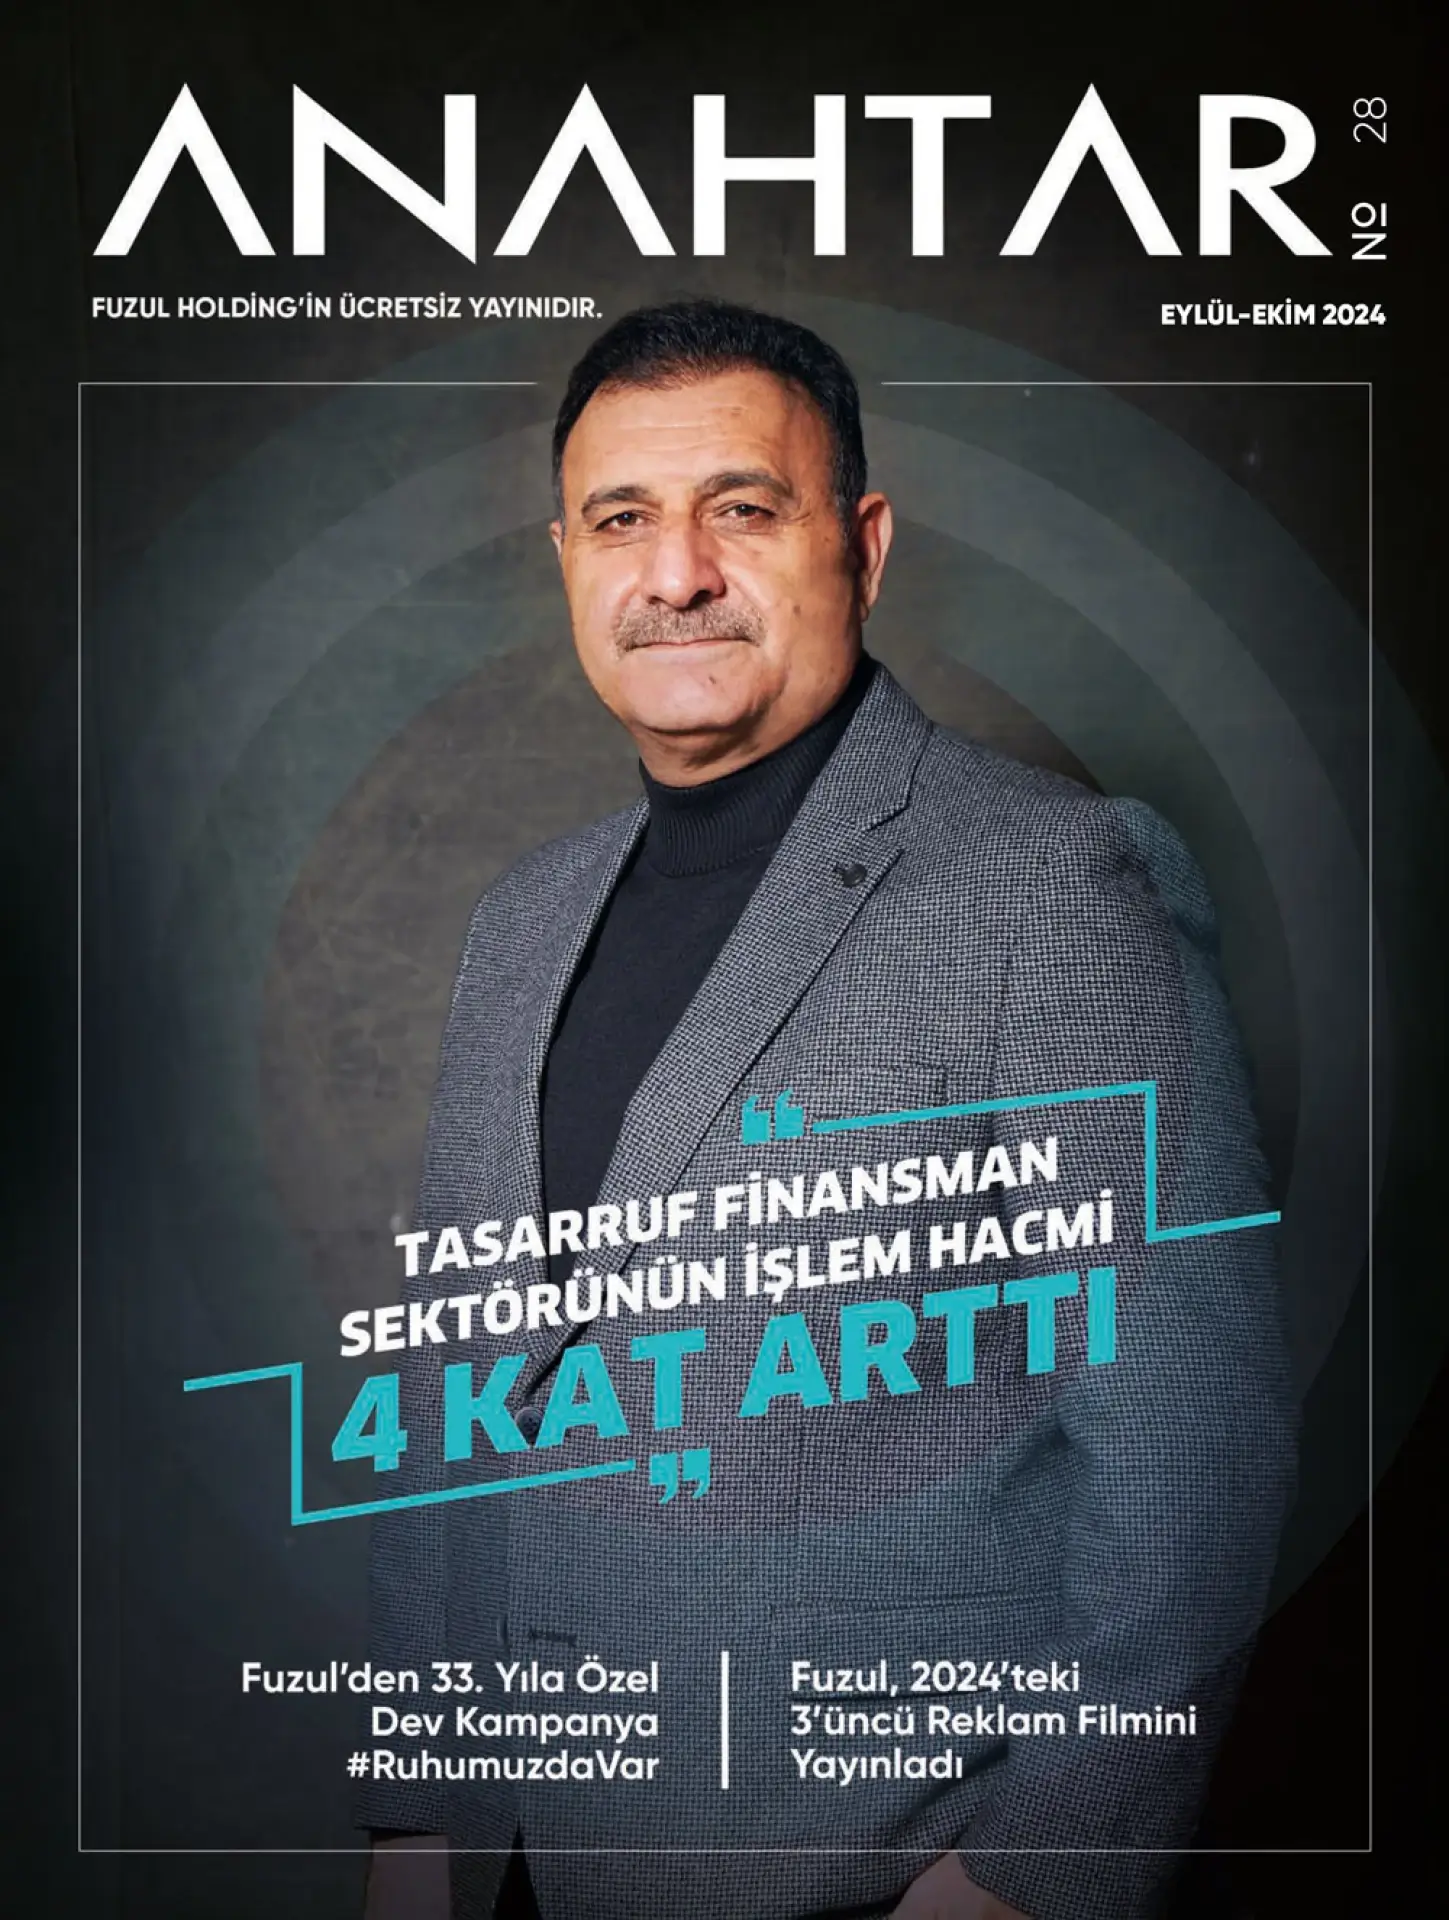 ANAHTAR
No 28
FUZUL HOLDİNG'İN ÜCRETSİZ YAYINIDIR.
EYLÜL-EKİM 2024
“TASARRUF FİNANSMAN
SEKTÖRÜNÜN İŞLEM HACMİ
4 KAT ARTTI”
Fuzul'den 33. Yıla Özel
Dev Kampanya
#RuhumuzdaVar
Fuzul, 2024'teki
3'üncü Reklam Filmini
Yayınladı